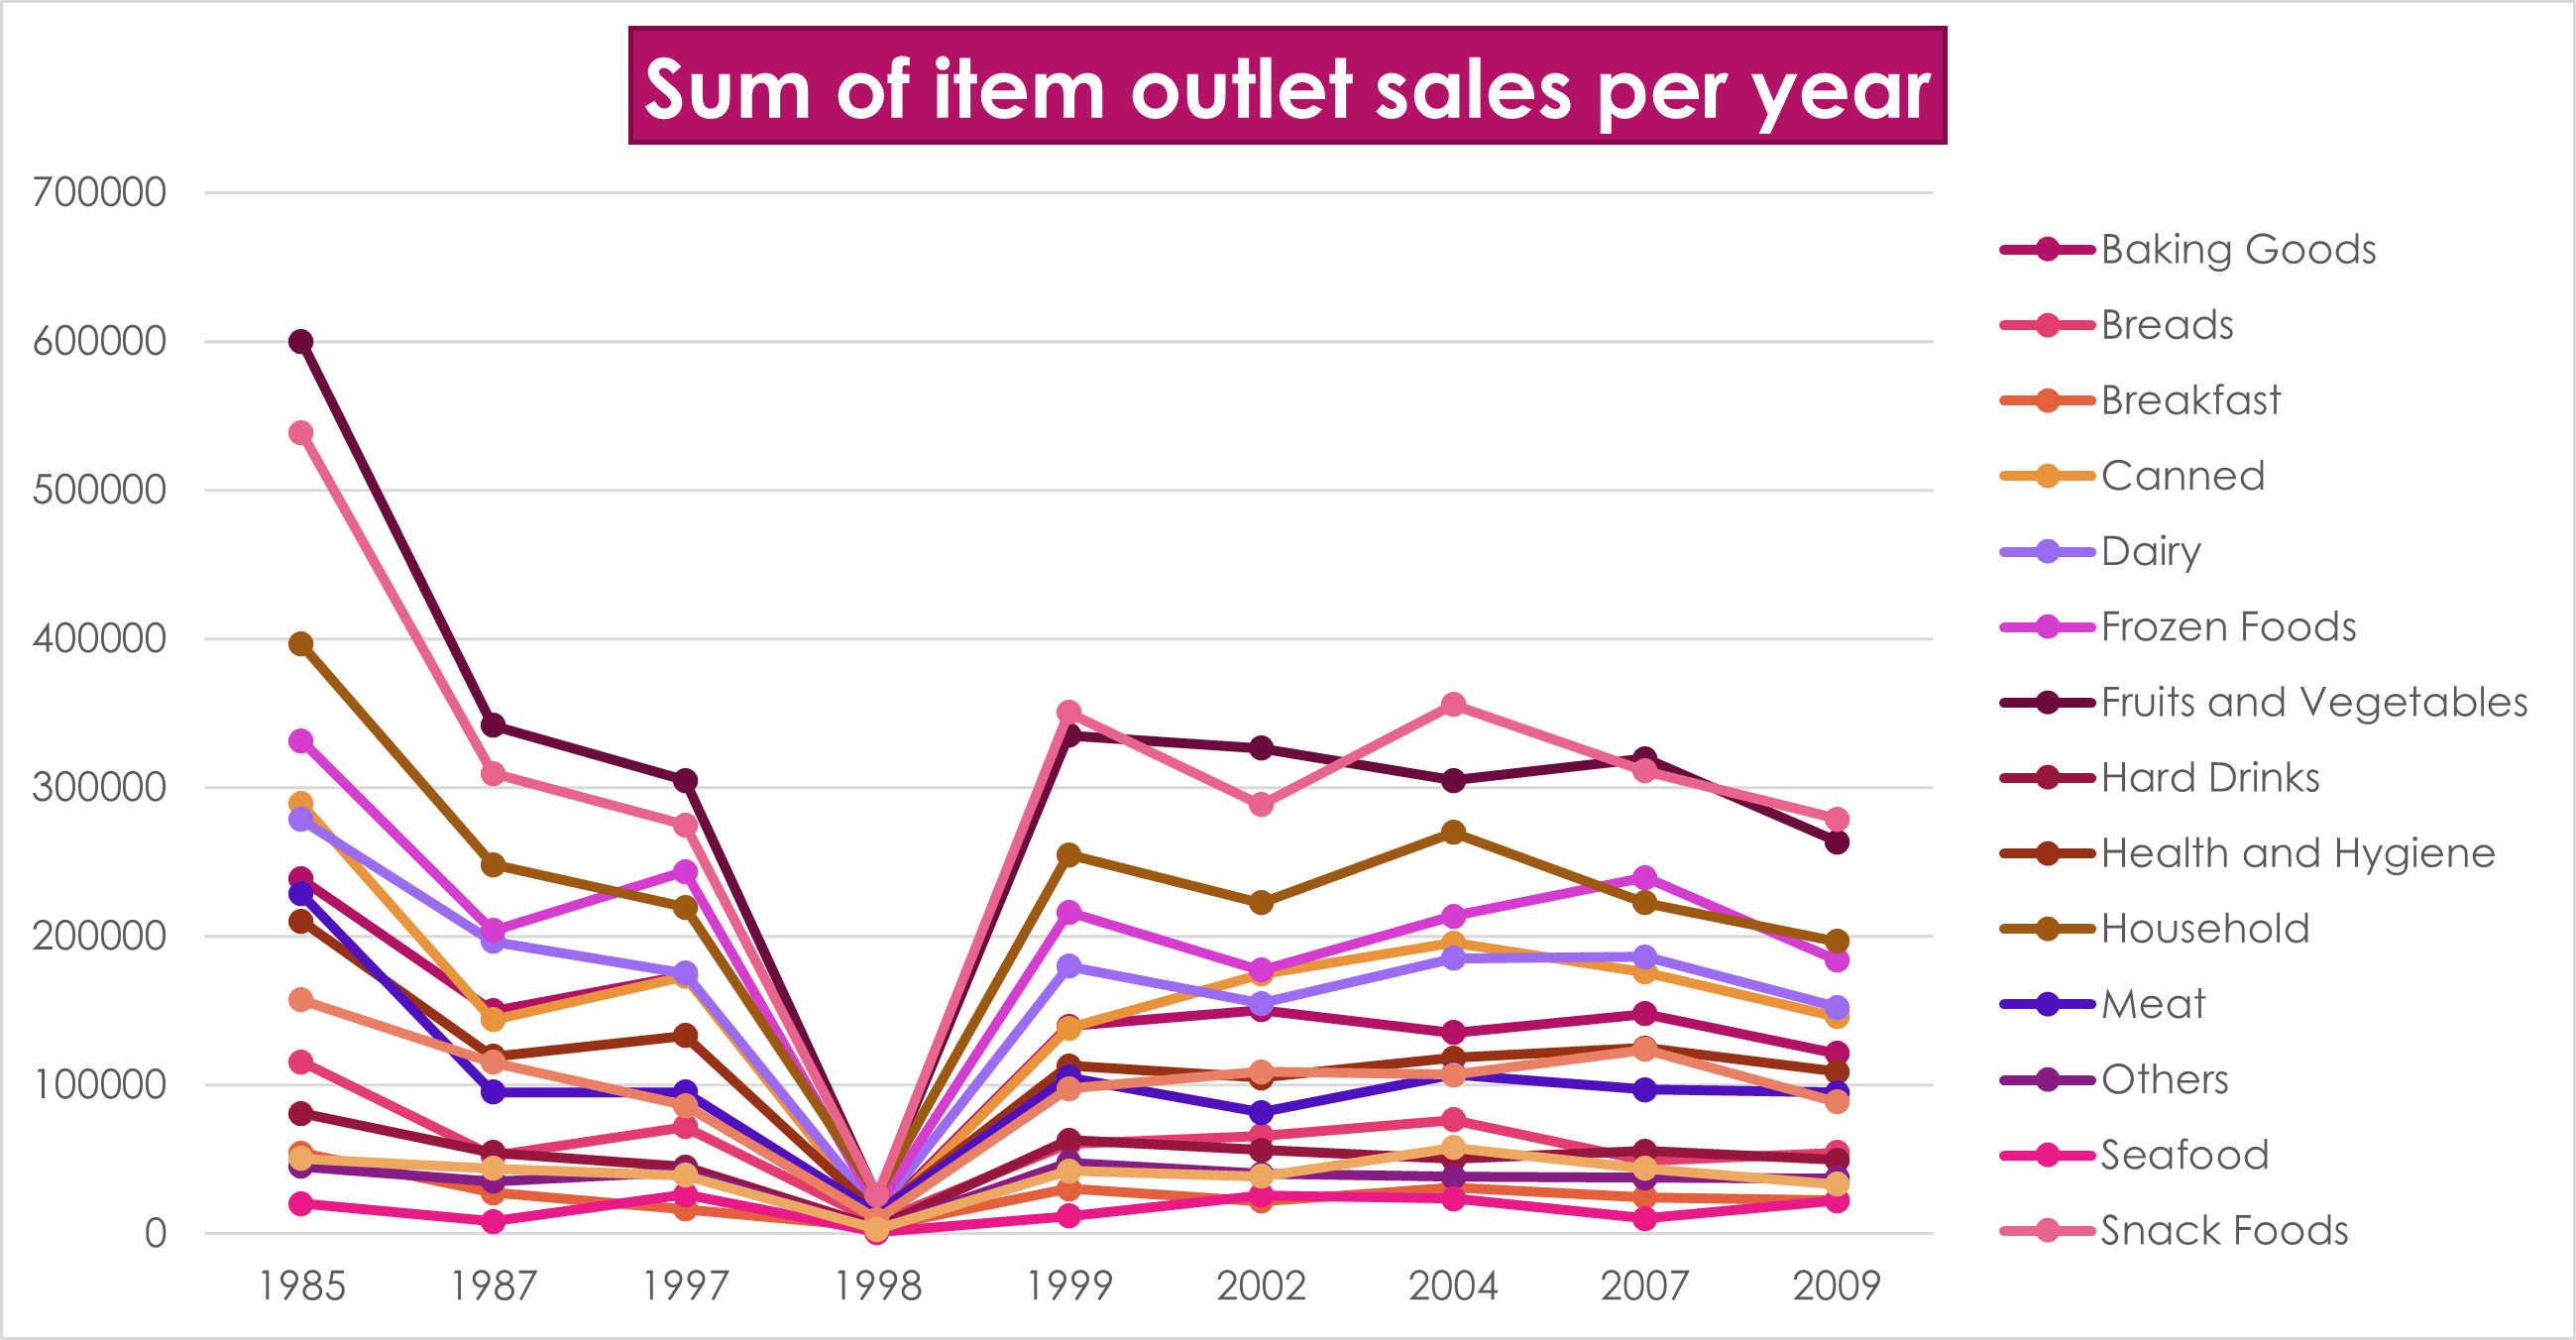 Sum of item outlet sales per year
700000
600000
500000
400000
300000
200000
100000
0
1985 1987 1997 1998 1999 2002 2004 2007 2009
Baking Goods
Breads
Breakfast
Canned
Dairy
Frozen Foods
Fruits and Vegetables
Hard Drinks
Health and Hygiene
Household
Meat
Others
Seafood
Snack Foods